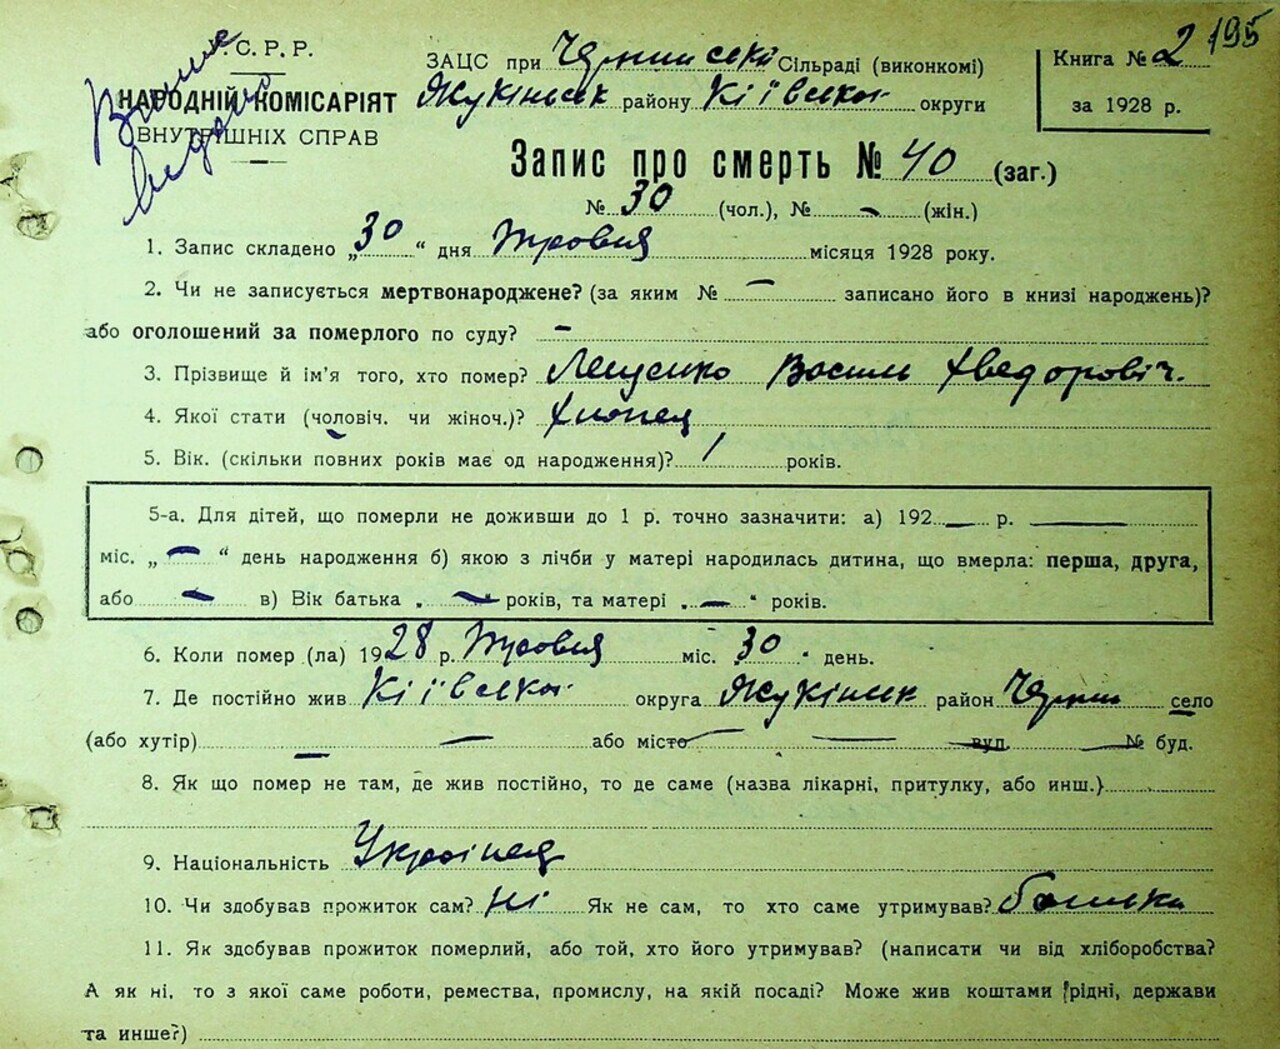 195
У.С.Р.Р.
НАРОДНІЙ КОМІСАРІЯТ
ВНУТРІШНІХ СПРАВ
ЗАЦС при Чернинські Сільраді (виконкомі)
Жукінськ району Кіївська округи
Книга № 2
за 1928 р.
Запис про смерть № 40 (заг.)
№ 30 (чол.), № - (жін.)
1. Запис складено „30“ дня Травня місяця 1928 року.
2. Чи не записується мертвонароджене? (за яким № — записано його в книзі народжень)?
або оголошений за померлого по суду? —
3. Прізвище й ім’я того, хто помер? Лещенко Василь Хведоровіч.
4. Якої стати (чоловіч. чи жіноч.)? Хлопец
5. Вік. (скільки повних років має од народження)? 1 років.
5-а. Для дітей, що померли не доживши до 1 р. точно зазначити: а) 192 — р. —
міс. „ — “ день народження б) якою з лічби у матері народилась дитина, що вмерла: перша, друга,
або — в) Вік батька „ — років, та матері „ — “ років.
6. Коли помер (ла) 1928 р. Травня міс. 30 день.
7. Де постійно жив Кіївська округа Жукінськ район Чернин село
(або хутір) — — або місто — — вул. — № буд.
8. Як що помер не там, де жив постійно, то де саме (назва лікарні, притулку, або инш.)
9. Національність Українец
10. Чи здобував прожиток сам? Ні Як не сам, то хто саме утримував? батька
11. Як здобував прожиток померлий, або той, хто його утримував? (написати чи від хліборобства?
А як ні, то з якої саме роботи, ремества, промислу, на якій посаді? Може жив коштами рідні, держави
та инше?)